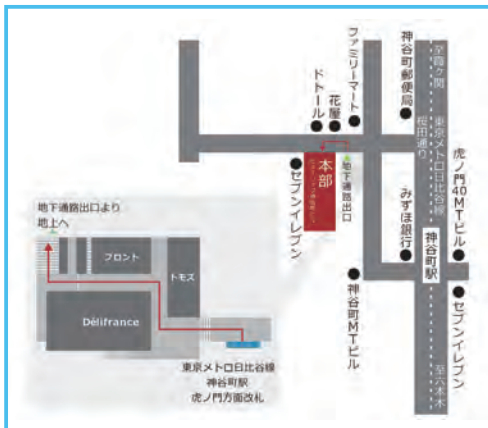 ファミリーマート
花屋
ドトール
神谷町郵便局
至霞ヶ関
東京メトロ日比谷線
桜田通り
虎ノ門40MTビル
本部
地下通路出口
セブンイレブン
みずほ銀行
神谷町駅
神谷町MTビル
セブンイレブン
至六本木
地下通路出口より
地上へ
プロント
トモズ
Délifrance
東京メトロ日比谷線
神谷町駅
虎ノ門方面改札